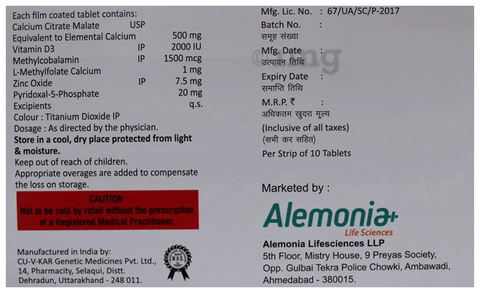 Each film coated tablet contains:
Calcium Citrate Malate USP
Equivalent to Elemental Calcium 500 mg
Vitamin D3 IP 2000 IU
Methylcobalamin IP 1500 mcg
L-Methylfolate Calcium 1 mg
Zinc Oxide IP 7.5 mg
Pyridoxal-5-Phosphate 20 mg
Excipients q.s.
Colour : Titanium Dioxide IP
Dosage : As directed by the physician.
Store in a cool, dry place protected from light
& moisture.
Keep out of reach of children.
Appropriate overages are added to compensate
the loss on storage.
CAUTION
Not to be sold by retail without the prescription
of a Registered Medical Practitioner.
Manufactured in India by:
CU-V-KAR Genetic Medicines Pvt. Ltd.,
14, Pharmacity, Selaqui, Distt.
Dehradun, Uttarakhand - 248 011.
Mfg. Lic. No. : 67/UA/SC/P-2017
Batch No. :
समूह संख्या
Mfg. Date :
उत्पादन तिथि
Expiry Date :
समाप्ति तिथि
M.R.P. ₹ :
अधिकतम खुदरा मूल्य
(Inclusive of all taxes)
(सभी कर सहित)
Per Strip of 10 Tablets
Marketed by :
Alemonia+
Life Sciences
Alemonia Lifesciences LLP
5th Floor, Mistry House, 9 Preyas Society,
Opp. Gulbai Tekra Police Chowki, Ambawadi,
Ahmedabad - 380015.